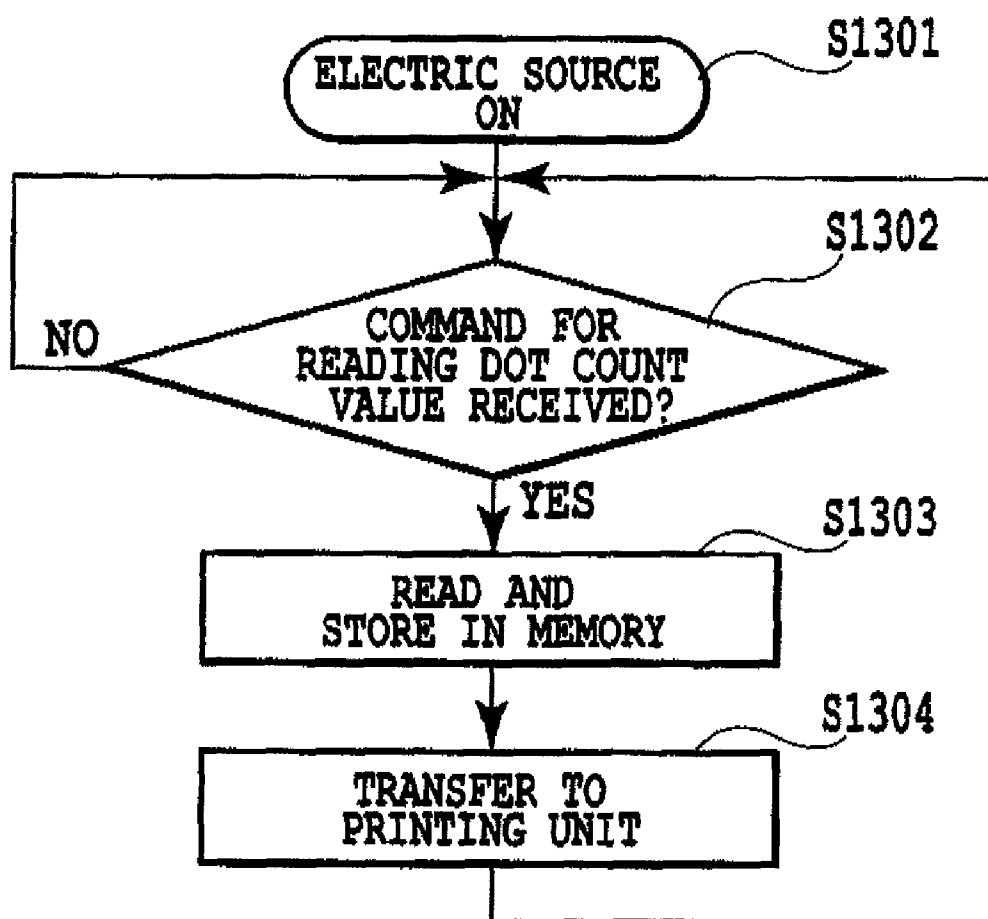 S1301
ELECTRIC SOURCE
ON
S1302
COMMAND FOR
READING DOT COUNT
VALUE RECEIVED?
NO
YES
S1303
READ AND
STORE IN MEMORY
S1304
TRANSFER TO
PRINTING UNIT